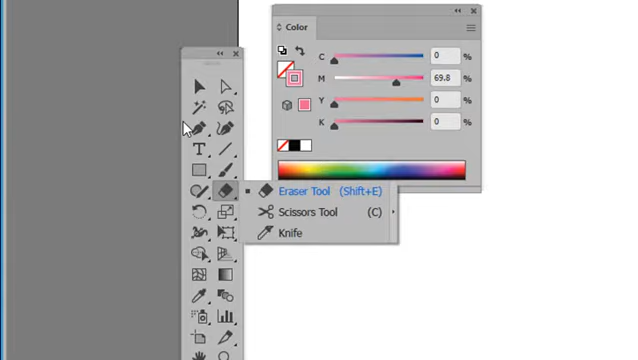 Color
C 0 %
M 69.8 %
Y 0 %
K 0 %
T
Eraser Tool (Shift+E)
Scissors Tool (C)
Knife